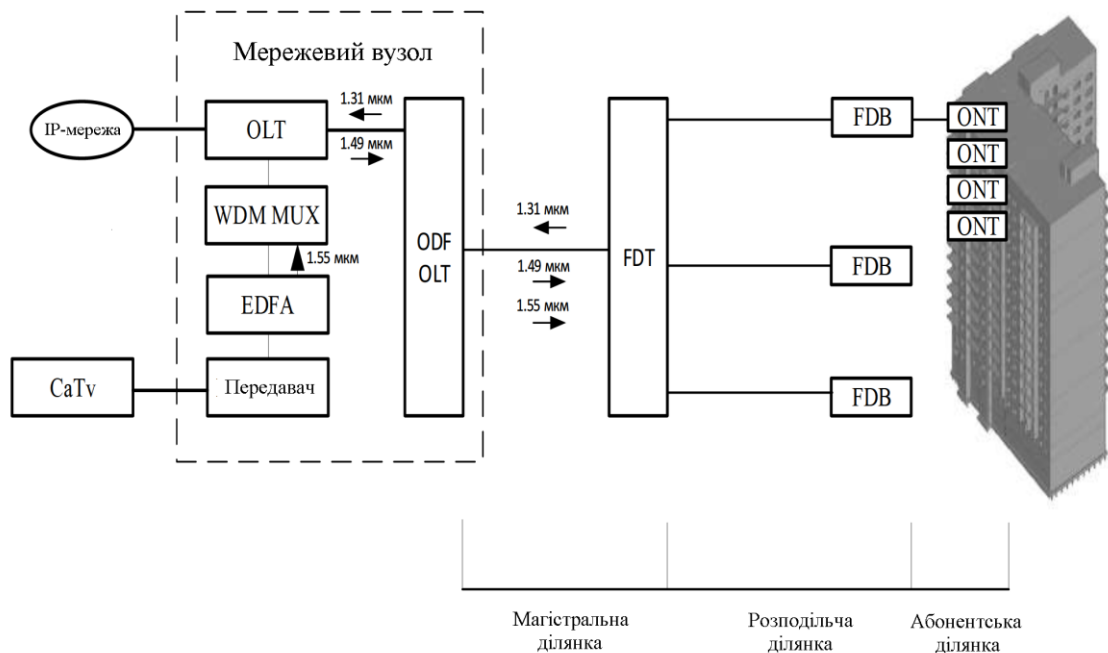 Мережевий вузол
IP-мережа
OLT
1.31 мкм
1.49 мкм
WDM MUX
1.55 мкм
EDFA
CaTv
Передавач
ODF
OLT
1.31 мкм
1.49 мкм
1.55 мкм
FDT
FDB
FDB
FDB
ONT
ONT
ONT
ONT
Магістральна
ділянка
Розподільча
ділянка
Абонентська
ділянка